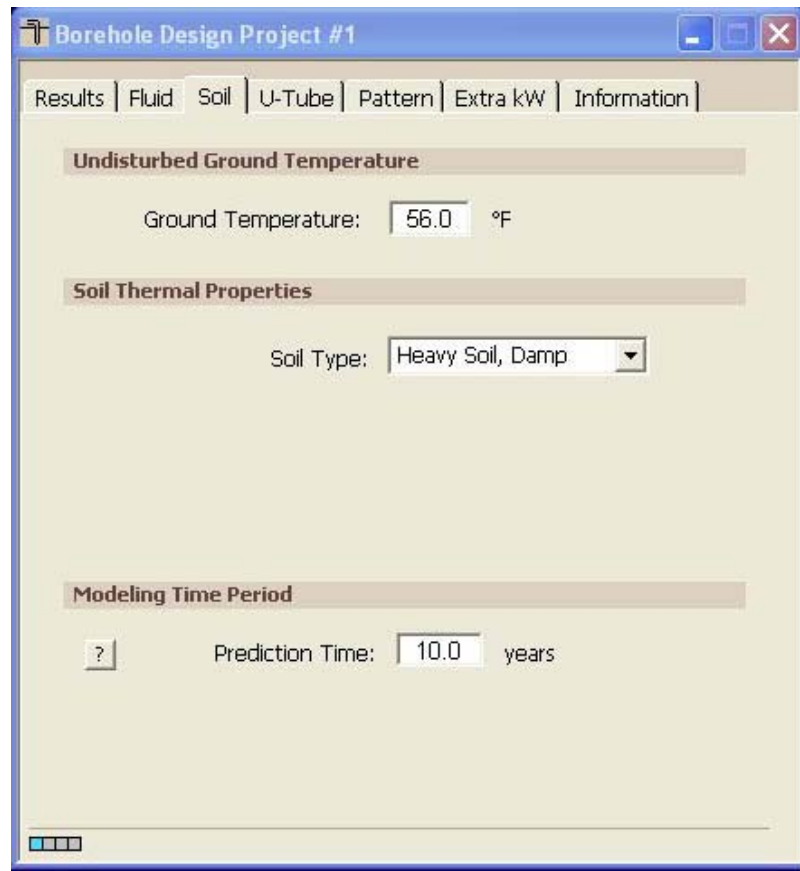 Borehole Design Project #1
Results Fluid Soil U-Tube Pattern Extra kW Information
Undisturbed Ground Temperature
Ground Temperature: 56.0 °F
Soil Thermal Properties
Soil Type: Heavy Soil, Damp
Modeling Time Period
? Prediction Time: 10.0 years